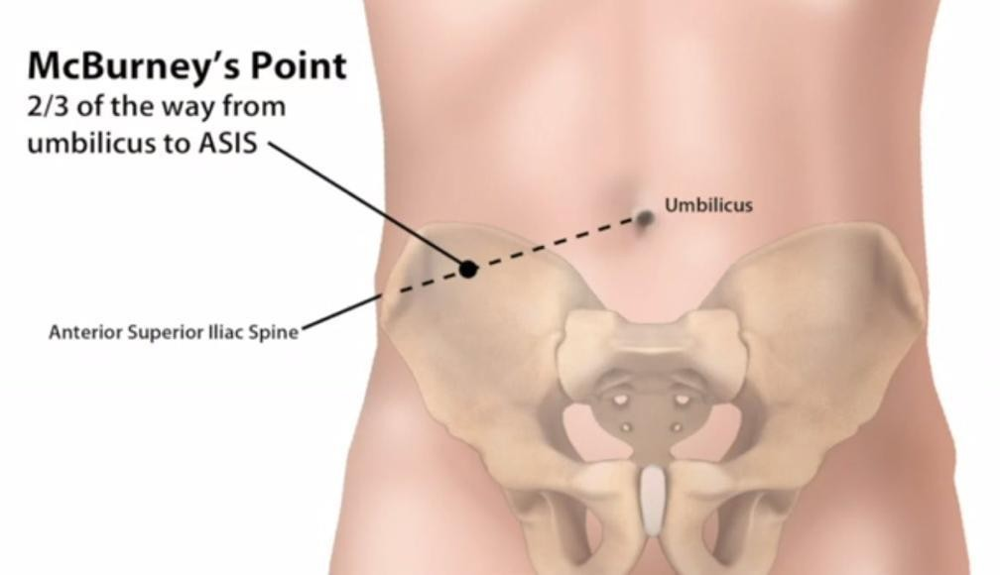 McBurney's Point
2/3 of the way from
umbilicus to ASIS
Umbilicus
Anterior Superior Iliac Spine